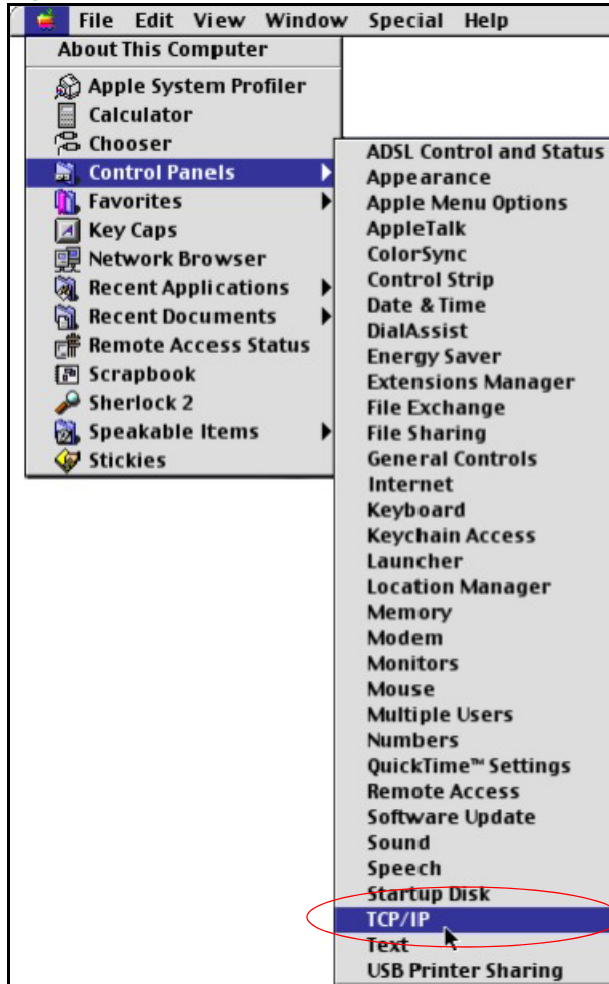 File Edit View Window Special Help
About This Computer
Apple System Profiler
Calculator
Chooser
Control Panels
Favorites
Key Caps
Network Browser
Recent Applications
Recent Documents
Remote Access Status
Scrapbook
Sherlock 2
Speakable Items
Stickies
ADSL Control and Status
Appearance
Apple Menu Options
AppleTalk
ColorSync
Control Strip
Date & Time
DialAssist
Energy Saver
Extensions Manager
File Exchange
File Sharing
General Controls
Internet
Keyboard
Keychain Access
Launcher
Location Manager
Memory
Modem
Monitors
Mouse
Multiple Users
Numbers
QuickTime™ Settings
Remote Access
Software Update
Sound
Speech
Startup Disk
TCP/IP
Text
USB Printer Sharing